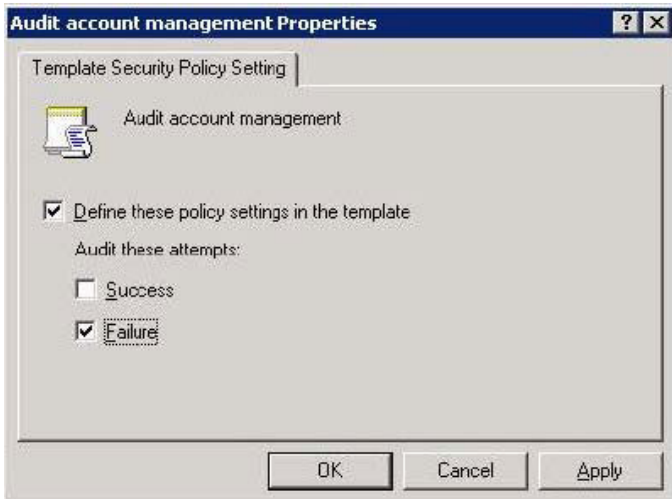 Audit account management Properties
Template Security Policy Setting
Audit account management
Define these policy settings in the template
Audit these attempts:
Success
Failure
OK
Cancel
Apply